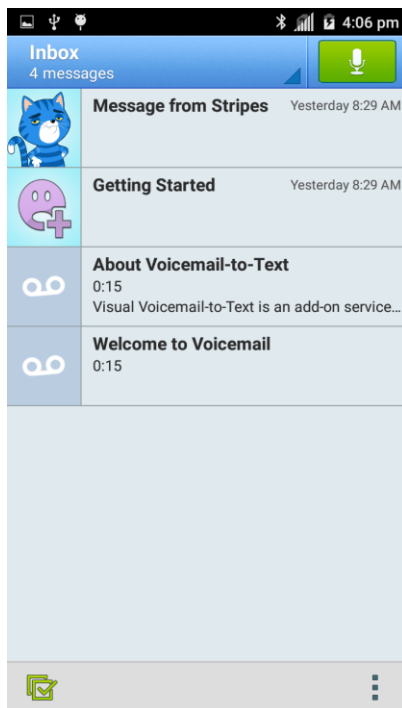 4:06 pm
Inbox
4 messages
Message from Stripes Yesterday 8:29 AM
Getting Started Yesterday 8:29 AM
About Voicemail-to-Text
0:15
Visual Voicemail-to-Text is an add-on service...
Welcome to Voicemail
0:15